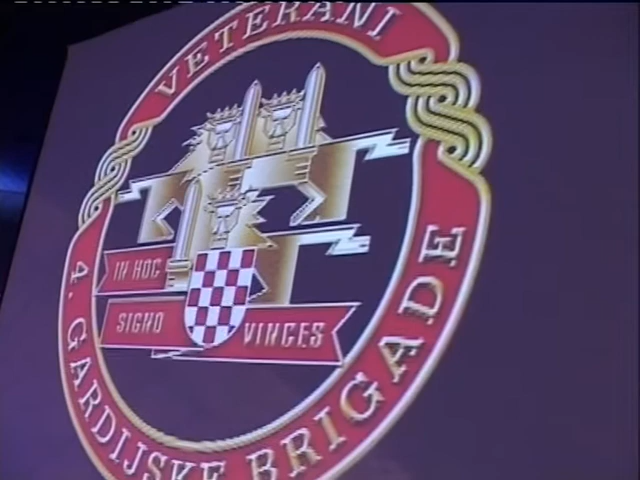 VETERANI
4. GARDIJSKE BRIGADE
IN HOC
SIGNO VINCES